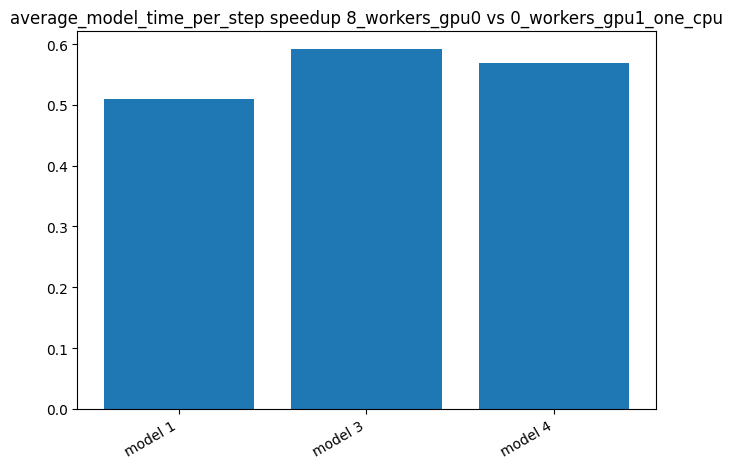 average_model_time_per_step speedup 8_workers_gpu0 vs 0_workers_gpu1_one_cpu
0.6
0.5
0.4
0.3
0.2
0.1
0.0
model 1
model 3
model 4